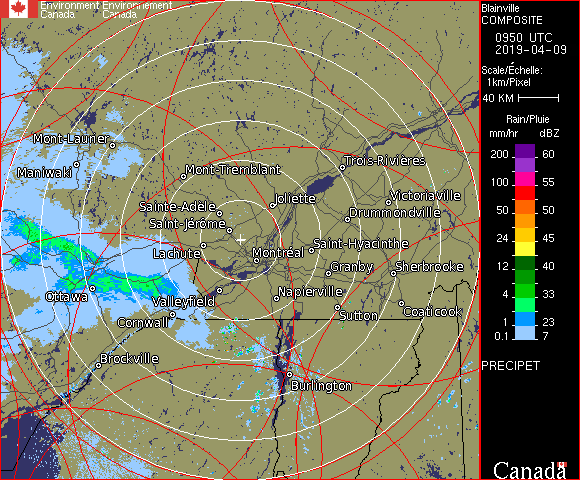 Environment Environnement
Canada Canada
Blainville
COMPOSITE
0950 UTC
2019-04-09
Scale/Échelle:
1km/Pixel
40 KM
Rain/Pluie
mm/hr dBZ
200 60
100 55
50 50
24 45
12 40
4 33
1 23
0.1 7
PRECIPET
Canada
Mont-Laurier
Maniwaki
Mont-Tremblant
Trois-Rivières
Sainte-Adèle
Joliette
Victoriaville
Drummondville
Saint-Jérôme
Lachute
Montréal
Saint-Hyacinthe
Granby
Sherbrooke
Ottawa
Valleyfield
Napierville
Cornwall
Sutton
Coaticook
Brockville
Burlington